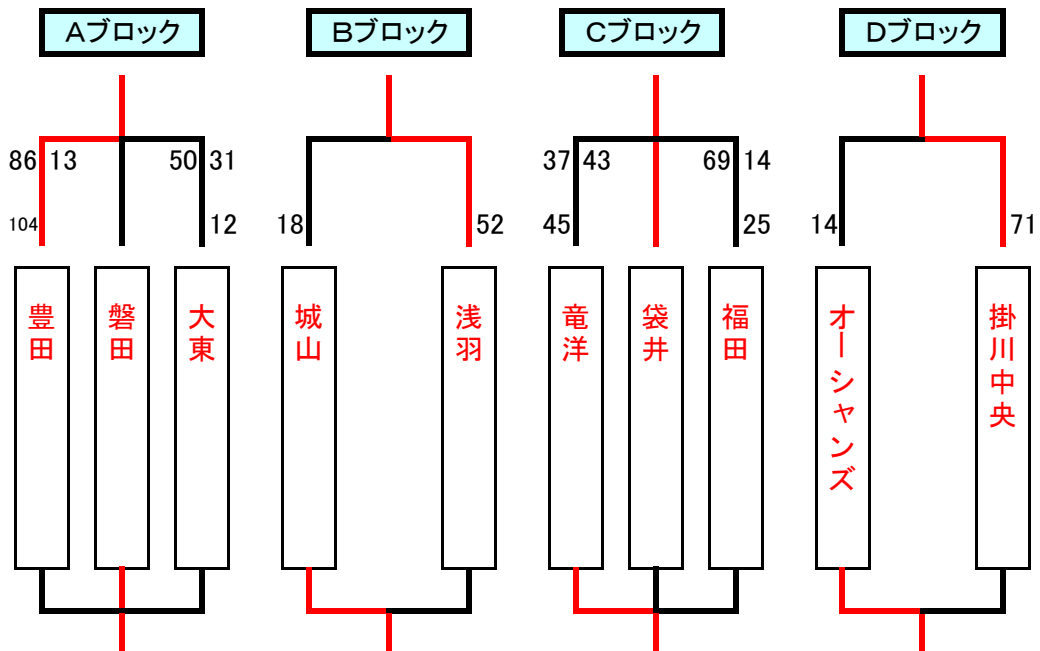 Aブロック
Bブロック
Cブロック
Dブロック
86 13 50 31
37 43 69 14
104 12
18 52
45 25
14 71
豊田
磐田
大東
城山
浅羽
竜洋
袋井
福田
オーシャンズ
掛川中央